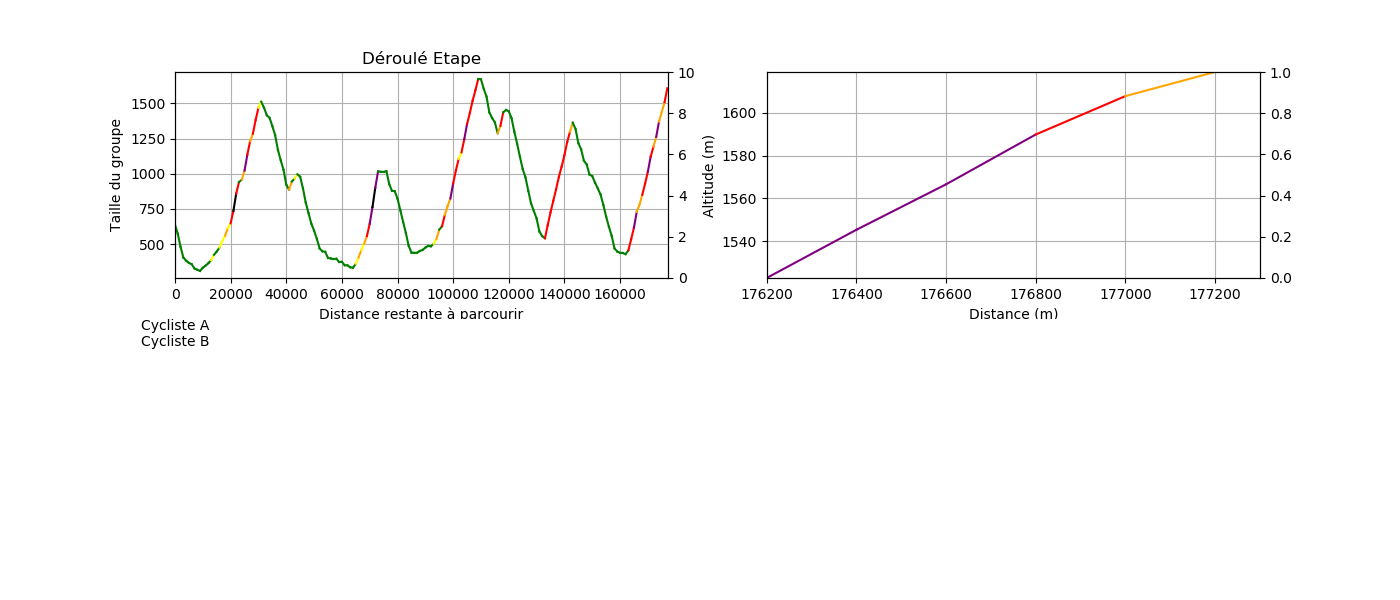 Déroulé Etape
Taille du groupe
1500
1250
1000
750
500
10
8
6
4
2
0
0 20000 40000 60000 80000 100000 120000 140000 160000
Distance restante à parcourir
Altitude (m)
1600
1580
1560
1540
1.0
0.8
0.6
0.4
0.2
0.0
176200 176400 176600 176800 177000 177200
Distance (m)
Cycliste A
Cycliste B